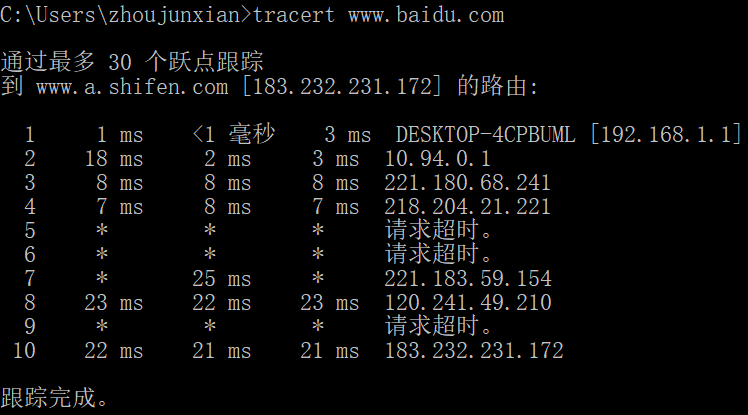 C:\Users\zhoujunxian>tracert www.baidu.com
通过最多 30 个跃点跟踪
到 www.a.shifen.com [183.232.231.172] 的路由:
1 1 ms <1 毫秒 3 ms DESKTOP-4CPBUML [192.168.1.1]
2 18 ms 2 ms 3 ms 10.94.0.1
3 8 ms 8 ms 8 ms 221.180.68.241
4 7 ms 8 ms 7 ms 218.204.21.221
5 * * * 请求超时。
6 * * * 请求超时。
7 * 25 ms * 221.183.59.154
8 23 ms 22 ms 23 ms 120.241.49.210
9 * * * 请求超时。
10 22 ms 21 ms 21 ms 183.232.231.172
跟踪完成。